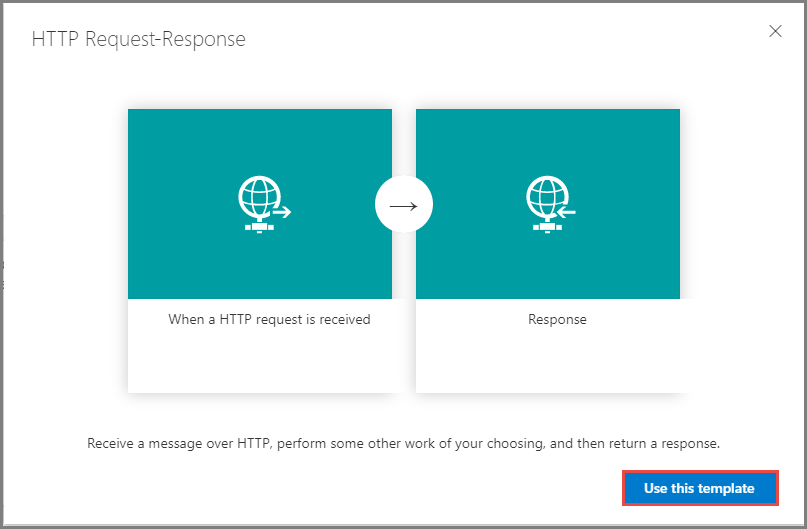 HTTP Request-Response
When a HTTP request is received
Response
Receive a message over HTTP, perform some other work of your choosing, and then return a response.
Use this template